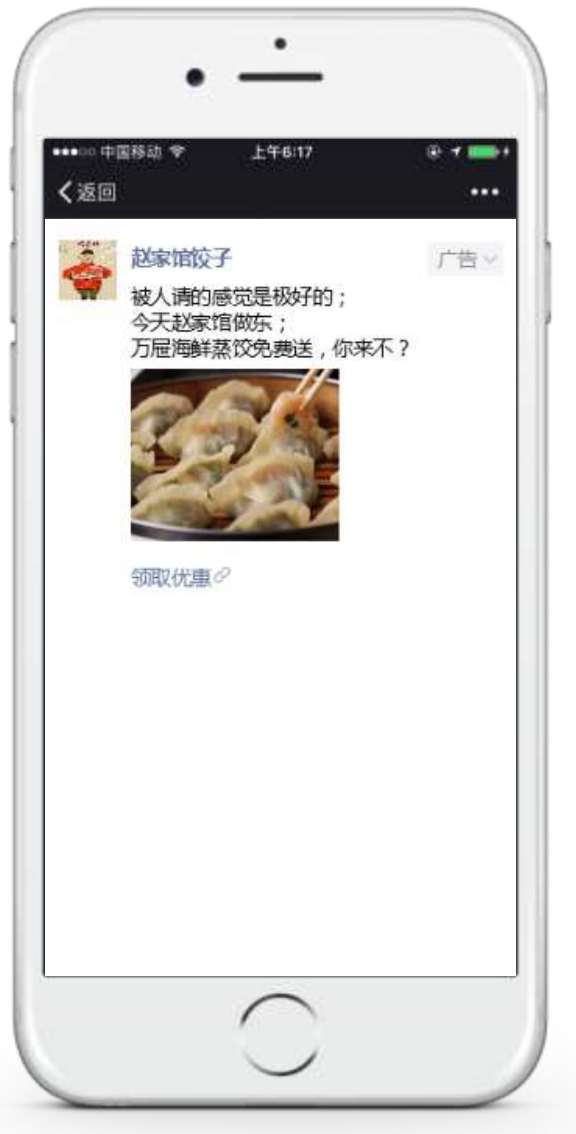 中国移动
上午6:17
返回
赵家馆饺子
广告
被人请的感觉是极好的；
今天赵家馆做东；
万屉海鲜蒸饺免费送，你来不？
领取优惠